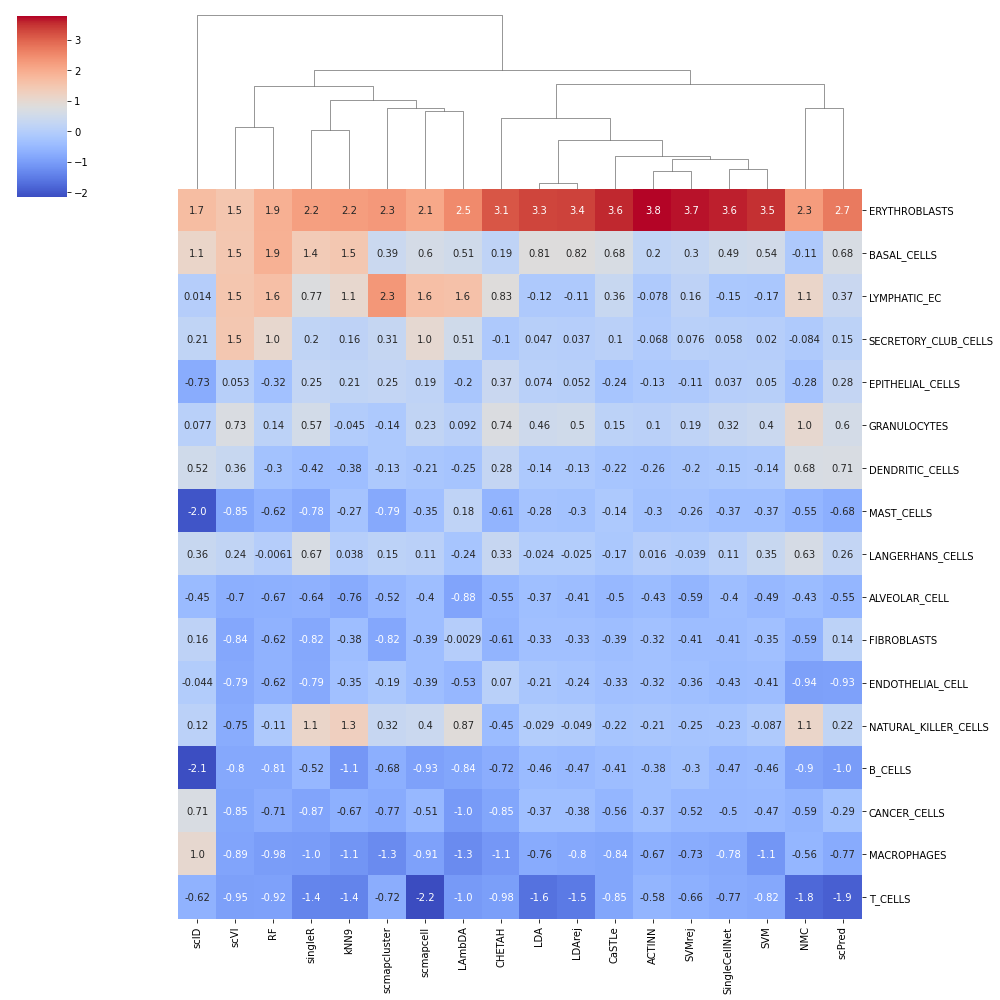 3
2
1
0
−1
−2
1.7 1.5 1.9 2.2 2.2 2.3 2.1 2.5 3.1 3.3 3.4 3.6 3.8 3.7 3.6 3.5 2.3 2.7 ERYTHROBLASTS
1.1 1.5 1.9 1.4 1.5 0.39 0.6 0.51 0.19 0.81 0.82 0.68 0.2 0.3 0.49 0.54 -0.11 0.68 BASAL_CELLS
0.014 1.5 1.6 0.77 1.1 2.3 1.6 1.6 0.83 -0.12 -0.11 0.36 -0.078 0.16 -0.15 -0.17 1.1 0.37 LYMPHATIC_EC
0.21 1.5 1.0 0.2 0.16 0.31 1.0 0.51 -0.1 0.047 0.037 0.1 -0.068 0.076 0.058 0.02 -0.084 0.15 SECRETORY_CLUB_CELLS
-0.73 0.053 -0.32 0.25 0.21 0.25 0.19 -0.2 0.37 0.074 0.052 -0.24 -0.13 -0.11 0.037 0.05 -0.28 0.28 EPITHELIAL_CELLS
0.077 0.73 0.14 0.57 -0.045 -0.14 0.23 0.092 0.74 0.46 0.5 0.15 0.1 0.19 0.32 0.4 1.0 0.6 GRANULOCYTES
0.52 0.36 -0.3 -0.42 -0.38 -0.13 -0.21 -0.25 0.28 -0.14 -0.13 -0.22 -0.26 -0.2 -0.15 -0.14 0.68 0.71 DENDRITIC_CELLS
-2.0 -0.85 -0.62 -0.78 -0.27 -0.79 -0.35 0.18 -0.61 -0.28 -0.3 -0.14 -0.3 -0.26 -0.37 -0.37 -0.55 -0.68 MAST_CELLS
0.36 0.24 -0.0061 0.67 0.038 0.15 0.11 -0.24 0.33 -0.024 -0.025 -0.17 0.016 -0.039 0.11 0.35 0.63 0.26 LANGERHANS_CELLS
-0.45 -0.7 -0.67 -0.64 -0.76 -0.52 -0.4 -0.88 -0.55 -0.37 -0.41 -0.5 -0.43 -0.59 -0.4 -0.49 -0.43 -0.55 ALVEOLAR_CELL
0.16 -0.84 -0.62 -0.82 -0.38 -0.82 -0.39 -0.0029 -0.61 -0.33 -0.33 -0.39 -0.32 -0.41 -0.41 -0.35 -0.59 0.14 FIBROBLASTS
-0.044 -0.79 -0.62 -0.79 -0.35 -0.19 -0.39 -0.53 0.07 -0.21 -0.24 -0.33 -0.32 -0.36 -0.43 -0.41 -0.94 -0.93 ENDOTHELIAL_CELL
0.12 -0.75 -0.11 1.1 1.3 0.32 0.4 0.87 -0.45 -0.029 -0.049 -0.22 -0.21 -0.25 -0.23 -0.087 1.1 0.22 NATURAL_KILLER_CELLS
-2.1 -0.8 -0.81 -0.52 -1.1 -0.68 -0.93 -0.84 -0.72 -0.46 -0.47 -0.41 -0.38 -0.3 -0.47 -0.46 -0.9 -1.0 B_CELLS
0.71 -0.85 -0.71 -0.87 -0.67 -0.77 -0.51 -1.0 -0.85 -0.37 -0.38 -0.56 -0.37 -0.52 -0.5 -0.47 -0.59 -0.29 CANCER_CELLS
1.0 -0.89 -0.98 -1.0 -1.1 -1.3 -0.91 -1.3 -1.1 -0.76 -0.8 -0.84 -0.67 -0.73 -0.78 -1.1 -0.56 -0.77 MACROPHAGES
-0.62 -0.95 -0.92 -1.4 -1.4 -0.72 -2.2 -1.0 -0.98 -1.6 -1.5 -0.85 -0.58 -0.66 -0.77 -0.82 -1.8 -1.9 T_CELLS
scID
scVI
RF
singleR
kNN9
scmapcluster
scmapcell
LAmbDA
CHETAH
LDA
LDArej
CaSTLe
ACTINN
SVMrej
SingleCellNet
SVM
NMC
scPred